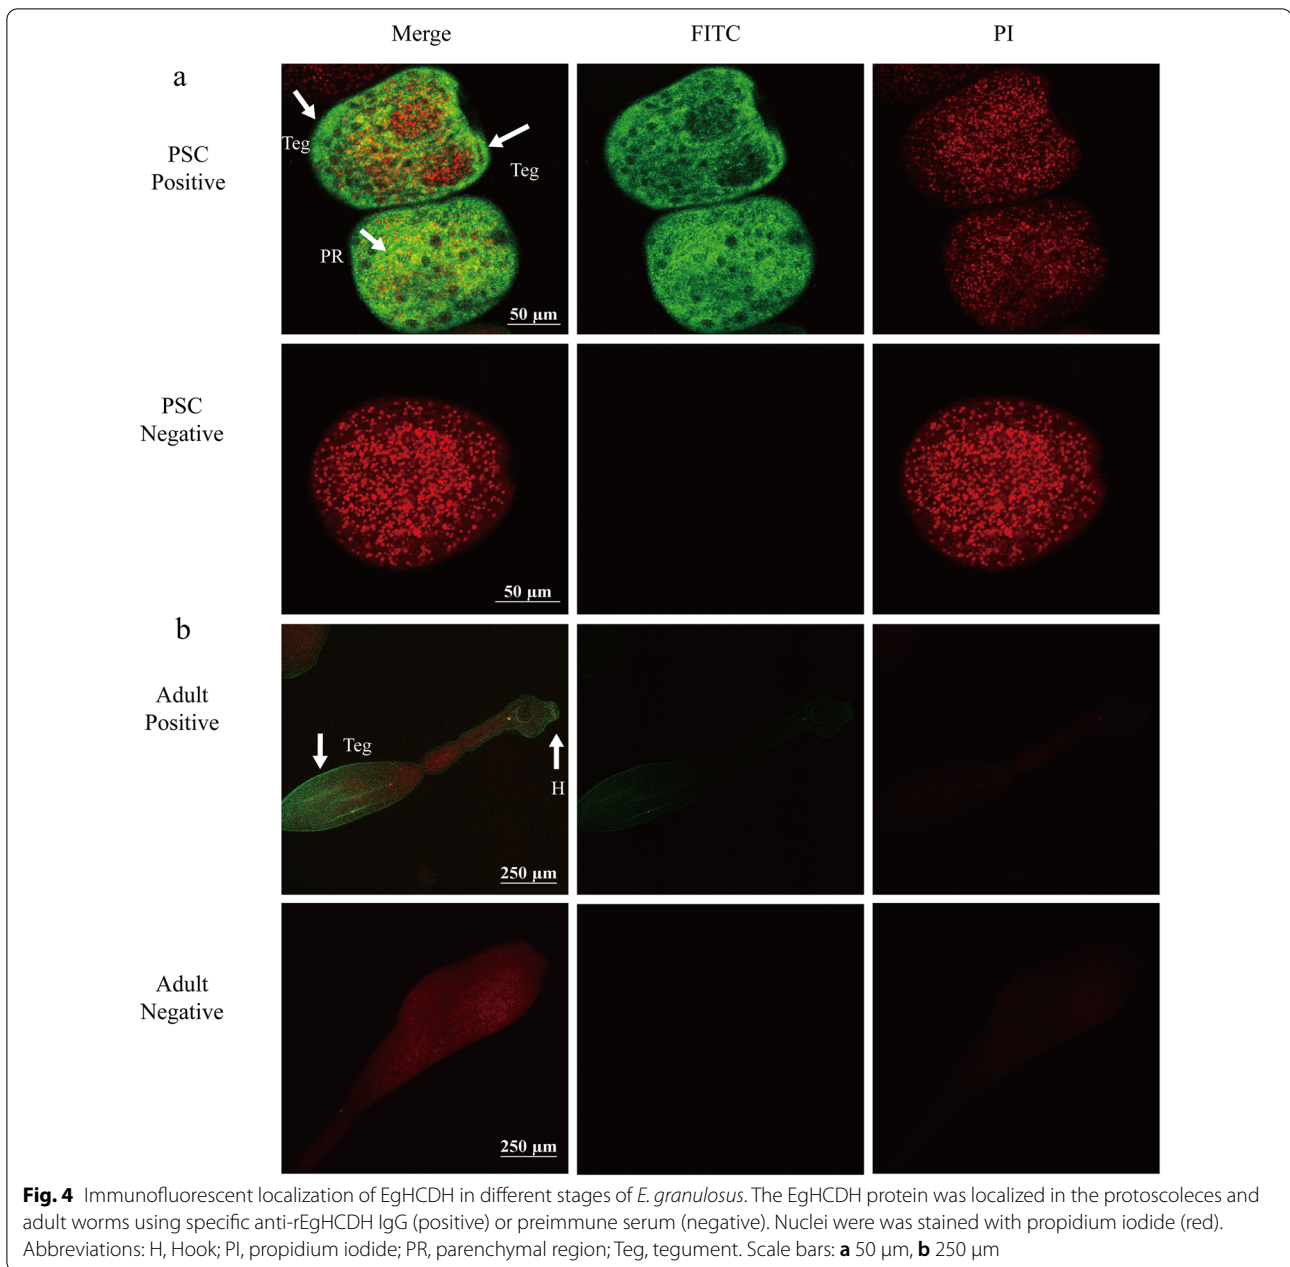 Merge FITC PI
a
PSC
Positive
Teg
Teg
PR
50 µm
PSC
Negative
50 µm
b
Adult
Positive
Teg
H
250 µm
Adult
Negative
250 µm
Fig. 4 Immunofluorescent localization of EgHCDH in different stages of E. granulosus. The EgHCDH protein was localized in the protoscoleces and
adult worms using specific anti-rEgHCDH IgG (positive) or preimmune serum (negative). Nuclei were was stained with propidium iodide (red).
Abbreviations: H, Hook; PI, propidium iodide; PR, parenchymal region; Teg, tegument. Scale bars: a 50 µm, b 250 µm